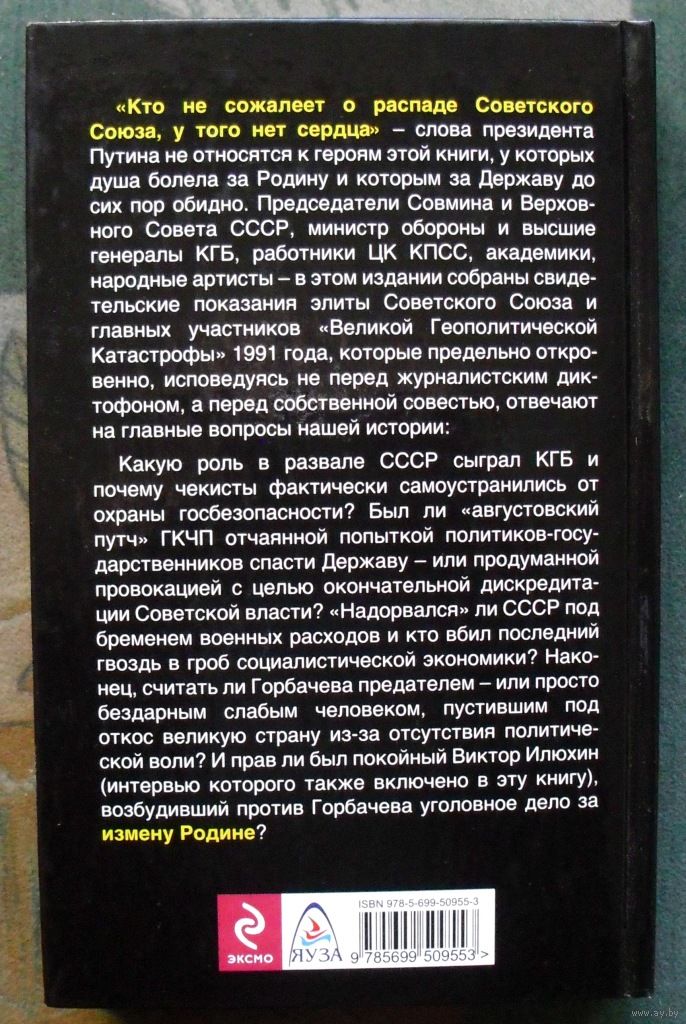 «Кто не сожалеет о распаде Советского
Союза, у того нет сердца» – слова президента
Путина не относятся к героям этой книги, у которых
душа болела за Родину и которым за Державу до
сих пор обидно. Председатели Совмина и Верхов-
ного Совета СССР, министр обороны и высшие
генералы КГБ, работники ЦК КПСС, академики,
народные артисты – в этом издании собраны свиде-
тельские показания элиты Советского Союза и
главных участников «Великой Геополитической
Катастрофы» 1991 года, которые предельно откро-
венно, исповедуясь не перед журналистским дик-
тофоном, а перед собственной совестью, отвечают
на главные вопросы нашей истории:
Какую роль в развале СССР сыграл КГБ и
почему чекисты фактически самоустранились от
охраны госбезопасности? Был ли «августовский
путч» ГКЧП отчаянной попыткой политиков-госу-
дарственников спасти Державу – или продуманной
провокацией с целью окончательной дискредита-
ции Советской власти? «Надорвался» ли СССР под
бременем военных расходов и кто вбил последний
гвоздь в гроб социалистической экономики? Нако-
нец, считать ли Горбачева предателем – или просто
бездарным слабым человеком, пустившим под
откос великую страну из-за отсутствия политиче-
ской воли? И прав ли был покойный Виктор Илюхин
(интервью которого также включено в эту книгу),
возбудивший против Горбачева уголовное дело за
измену Родине?
ISBN 978-5-699-50955-3
ЭКСМО
ЯУЗА
9 785699 509553 >
www.ay.by